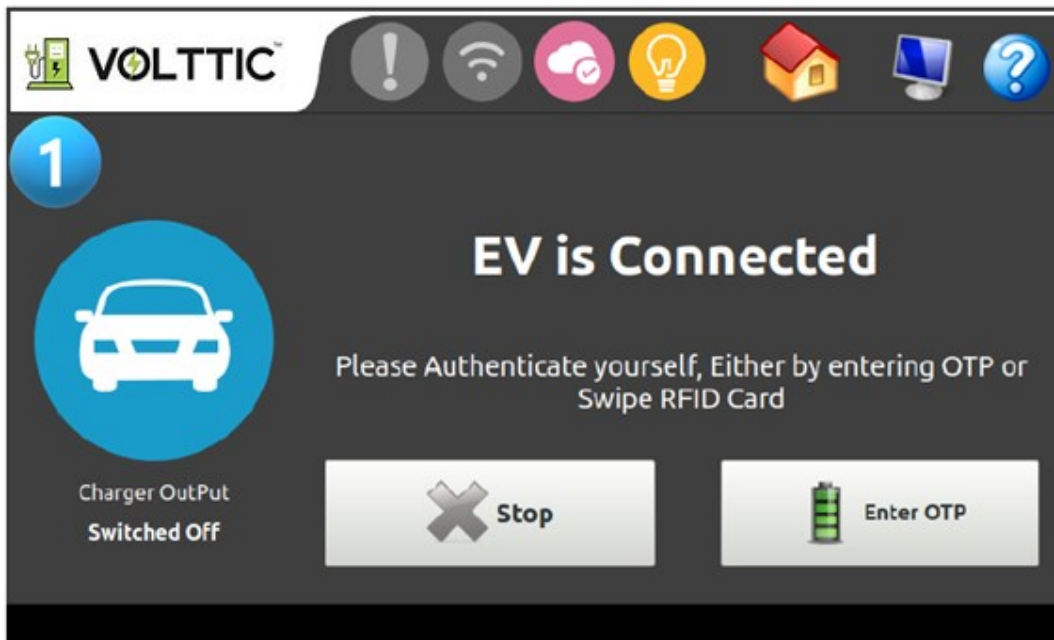 VOLTTIC™
1
EV is Connected
Please Authenticate yourself, Either by entering OTP or
Swipe RFID Card
Charger OutPut
Switched Off
Stop
Enter OTP